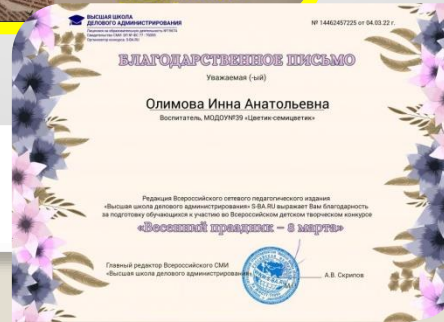 ВЫСШАЯ ШКОЛА
ДЕЛОВОГО АДМИНИСТРИРОВАНИЯ
№ 14462457225 от 04.03.22 г.
БЛАГОДАРСТВЕННОЕ ПИСЬМО
Уважаемая (-ый)
Олимова Инна Анатольевна
Воспитатель, МОДОУ№39 «Цветик-семицветик»
Редакция Всероссийского сетевого педагогического издания
«Высшая школа делового администрирования» S-BA.RU выражает Вам благодарность
за подготовку обучающихся к участию во Всероссийском детском творческом конкурсе
«Весенний праздник – 8 марта»
Главный редактор Всероссийского СМИ
«Высшая школа делового администрирования»
А.В. Скрипов